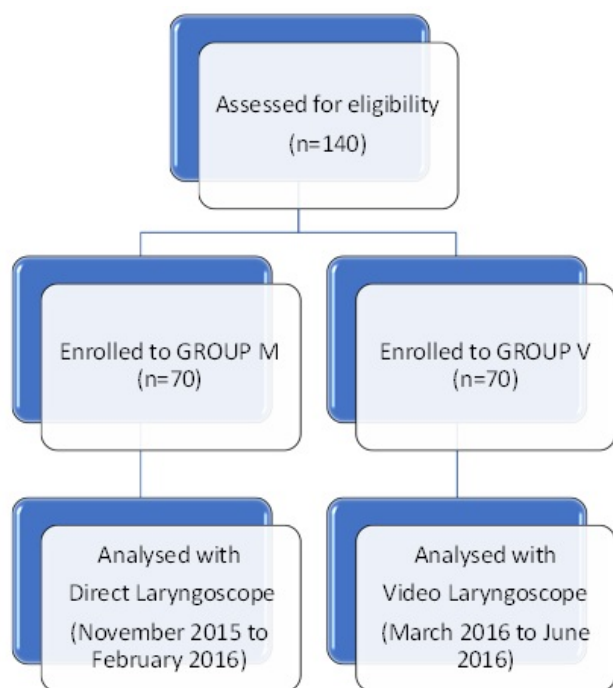 Assessed for eligibility
(n=140)
Enrolled to GROUP M
(n=70)
Enrolled to GROUP V
(n=70)
Analysed with
Direct Laryngoscope
(November 2015 to
February 2016)
Analysed with
Video Laryngoscope
(March 2016 to June
2016)